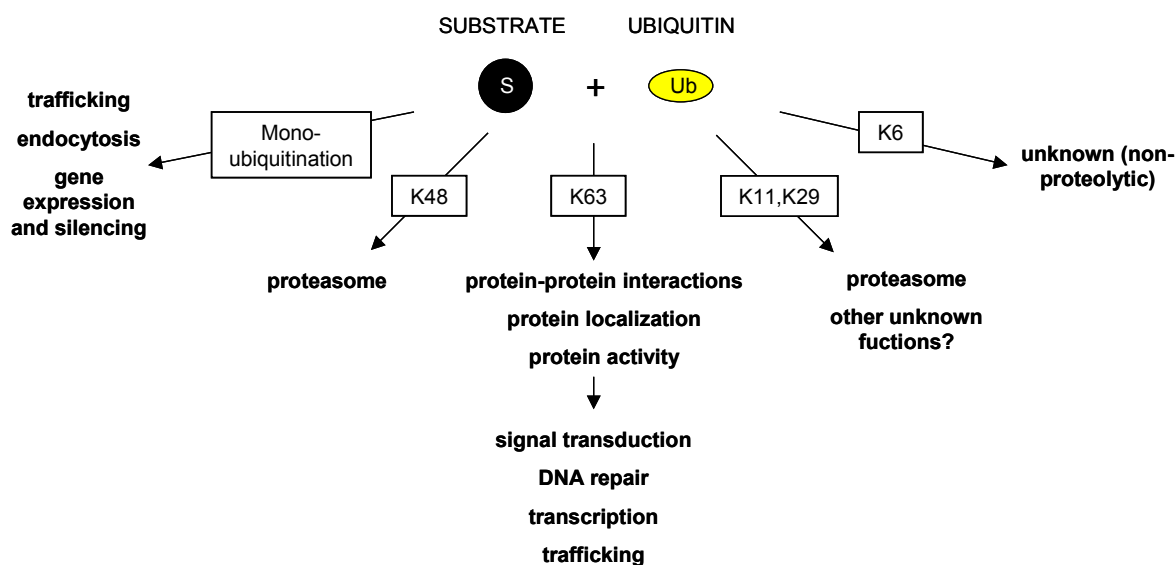 SUBSTRATE UBIQUITIN
S + Ub
trafficking
endocytosis
gene
expression
and silencing
Mono-
ubiquitination
K48
K63
K11,K29
K6
unknown (non-
proteolytic)
proteasome
protein-protein interactions
protein localization
protein activity
proteasome
other unknown
fuctions?
signal transduction
DNA repair
transcription
trafficking